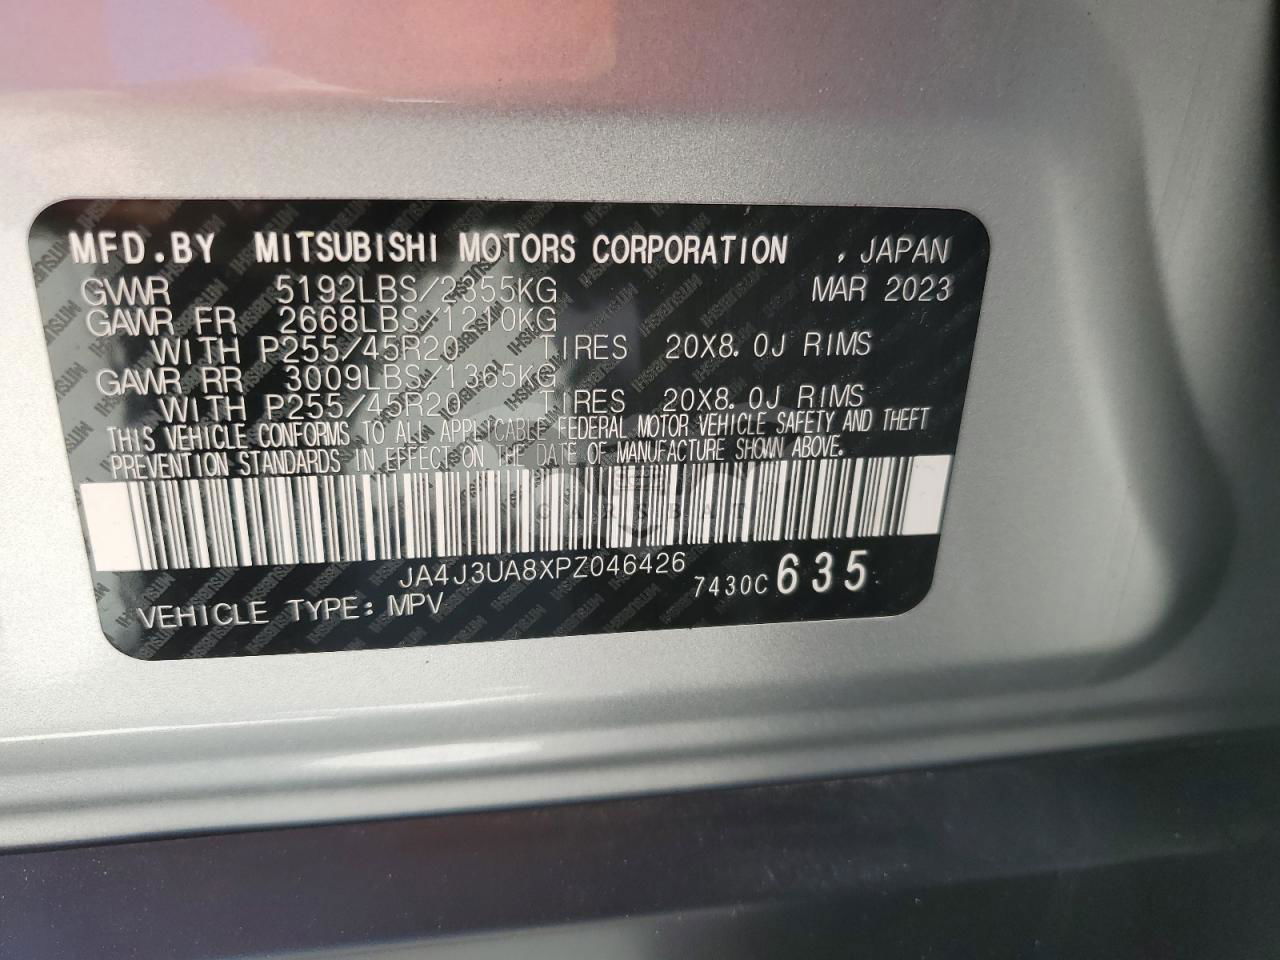 MFD.BY MITSUBISHI MOTORS CORPORATION , JAPAN
GVWR 5192LBS/2355KG MAR 2023
GAWR FR 2668LBS/1210KG
WITH P255/45R20 TIRES 20X8.0J RIMS
GAWR RR 3009LBS/1365KG
WITH P255/45R20 TIRES 20X8.0J RIMS
THIS VEHICLE CONFORMS TO ALL APPLICABLE FEDERAL MOTOR VEHICLE SAFETY AND THEFT
PREVENTION STANDARDS IN EFFECT ON THE DATE OF MANUFACTURE SHOWN ABOVE.
JA4J3UA8XPZ046426
7430C 635
VEHICLE TYPE: MPV